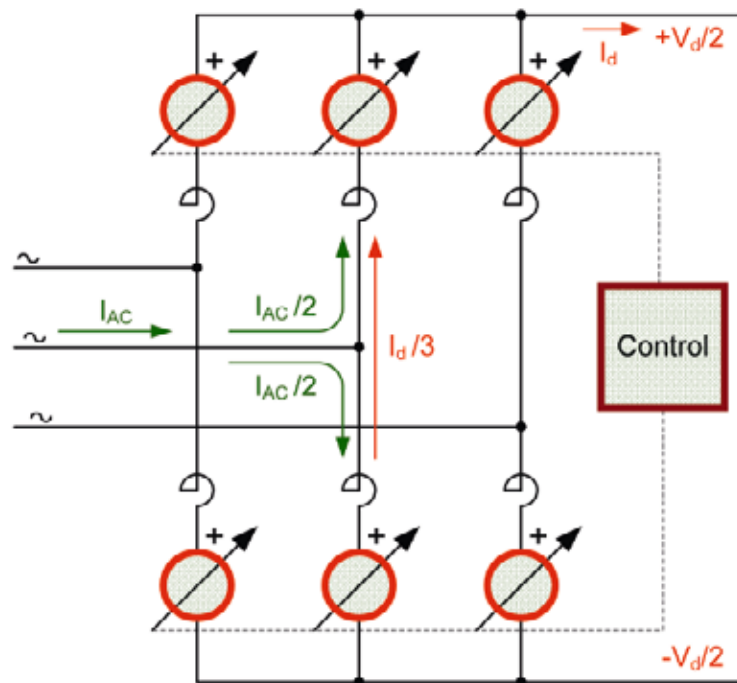 + + + I_d +V_d/2
~
I_AC I_AC/2
I_d/3 Control
I_AC/2
~
~
+ + +
-V_d/2